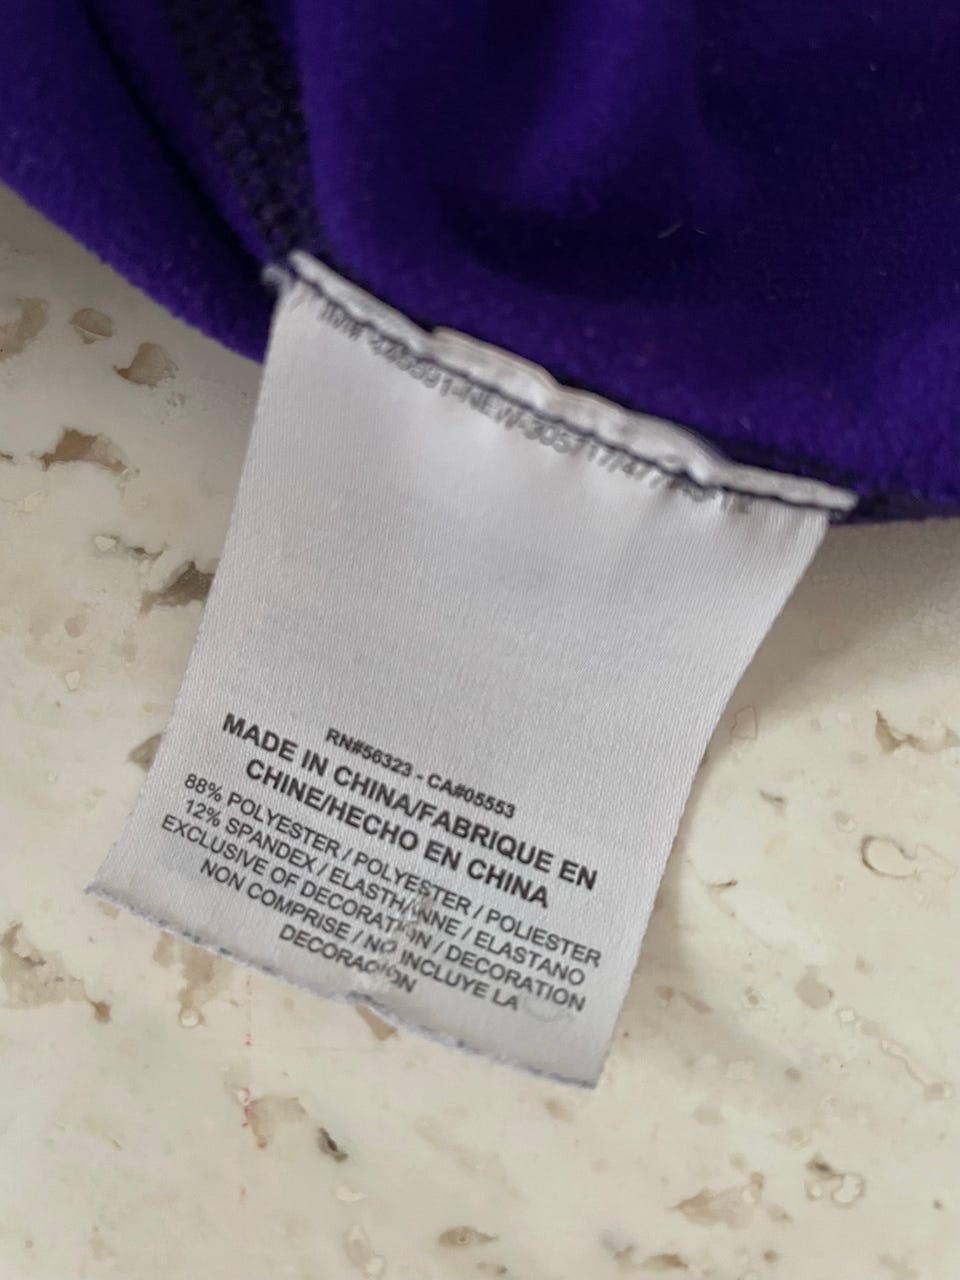 RN#56323 - CA#05553
MADE IN CHINA/FABRIQUE EN
CHINE/HECHO EN CHINA
88% POLYESTER / POLYESTER / POLIESTER
12% SPANDEX / ELASTHANNE / ELASTANO
EXCLUSIVE OF DECORATION / DECORATION
NON COMPRISE / NO INCLUYE LA
DECORACION